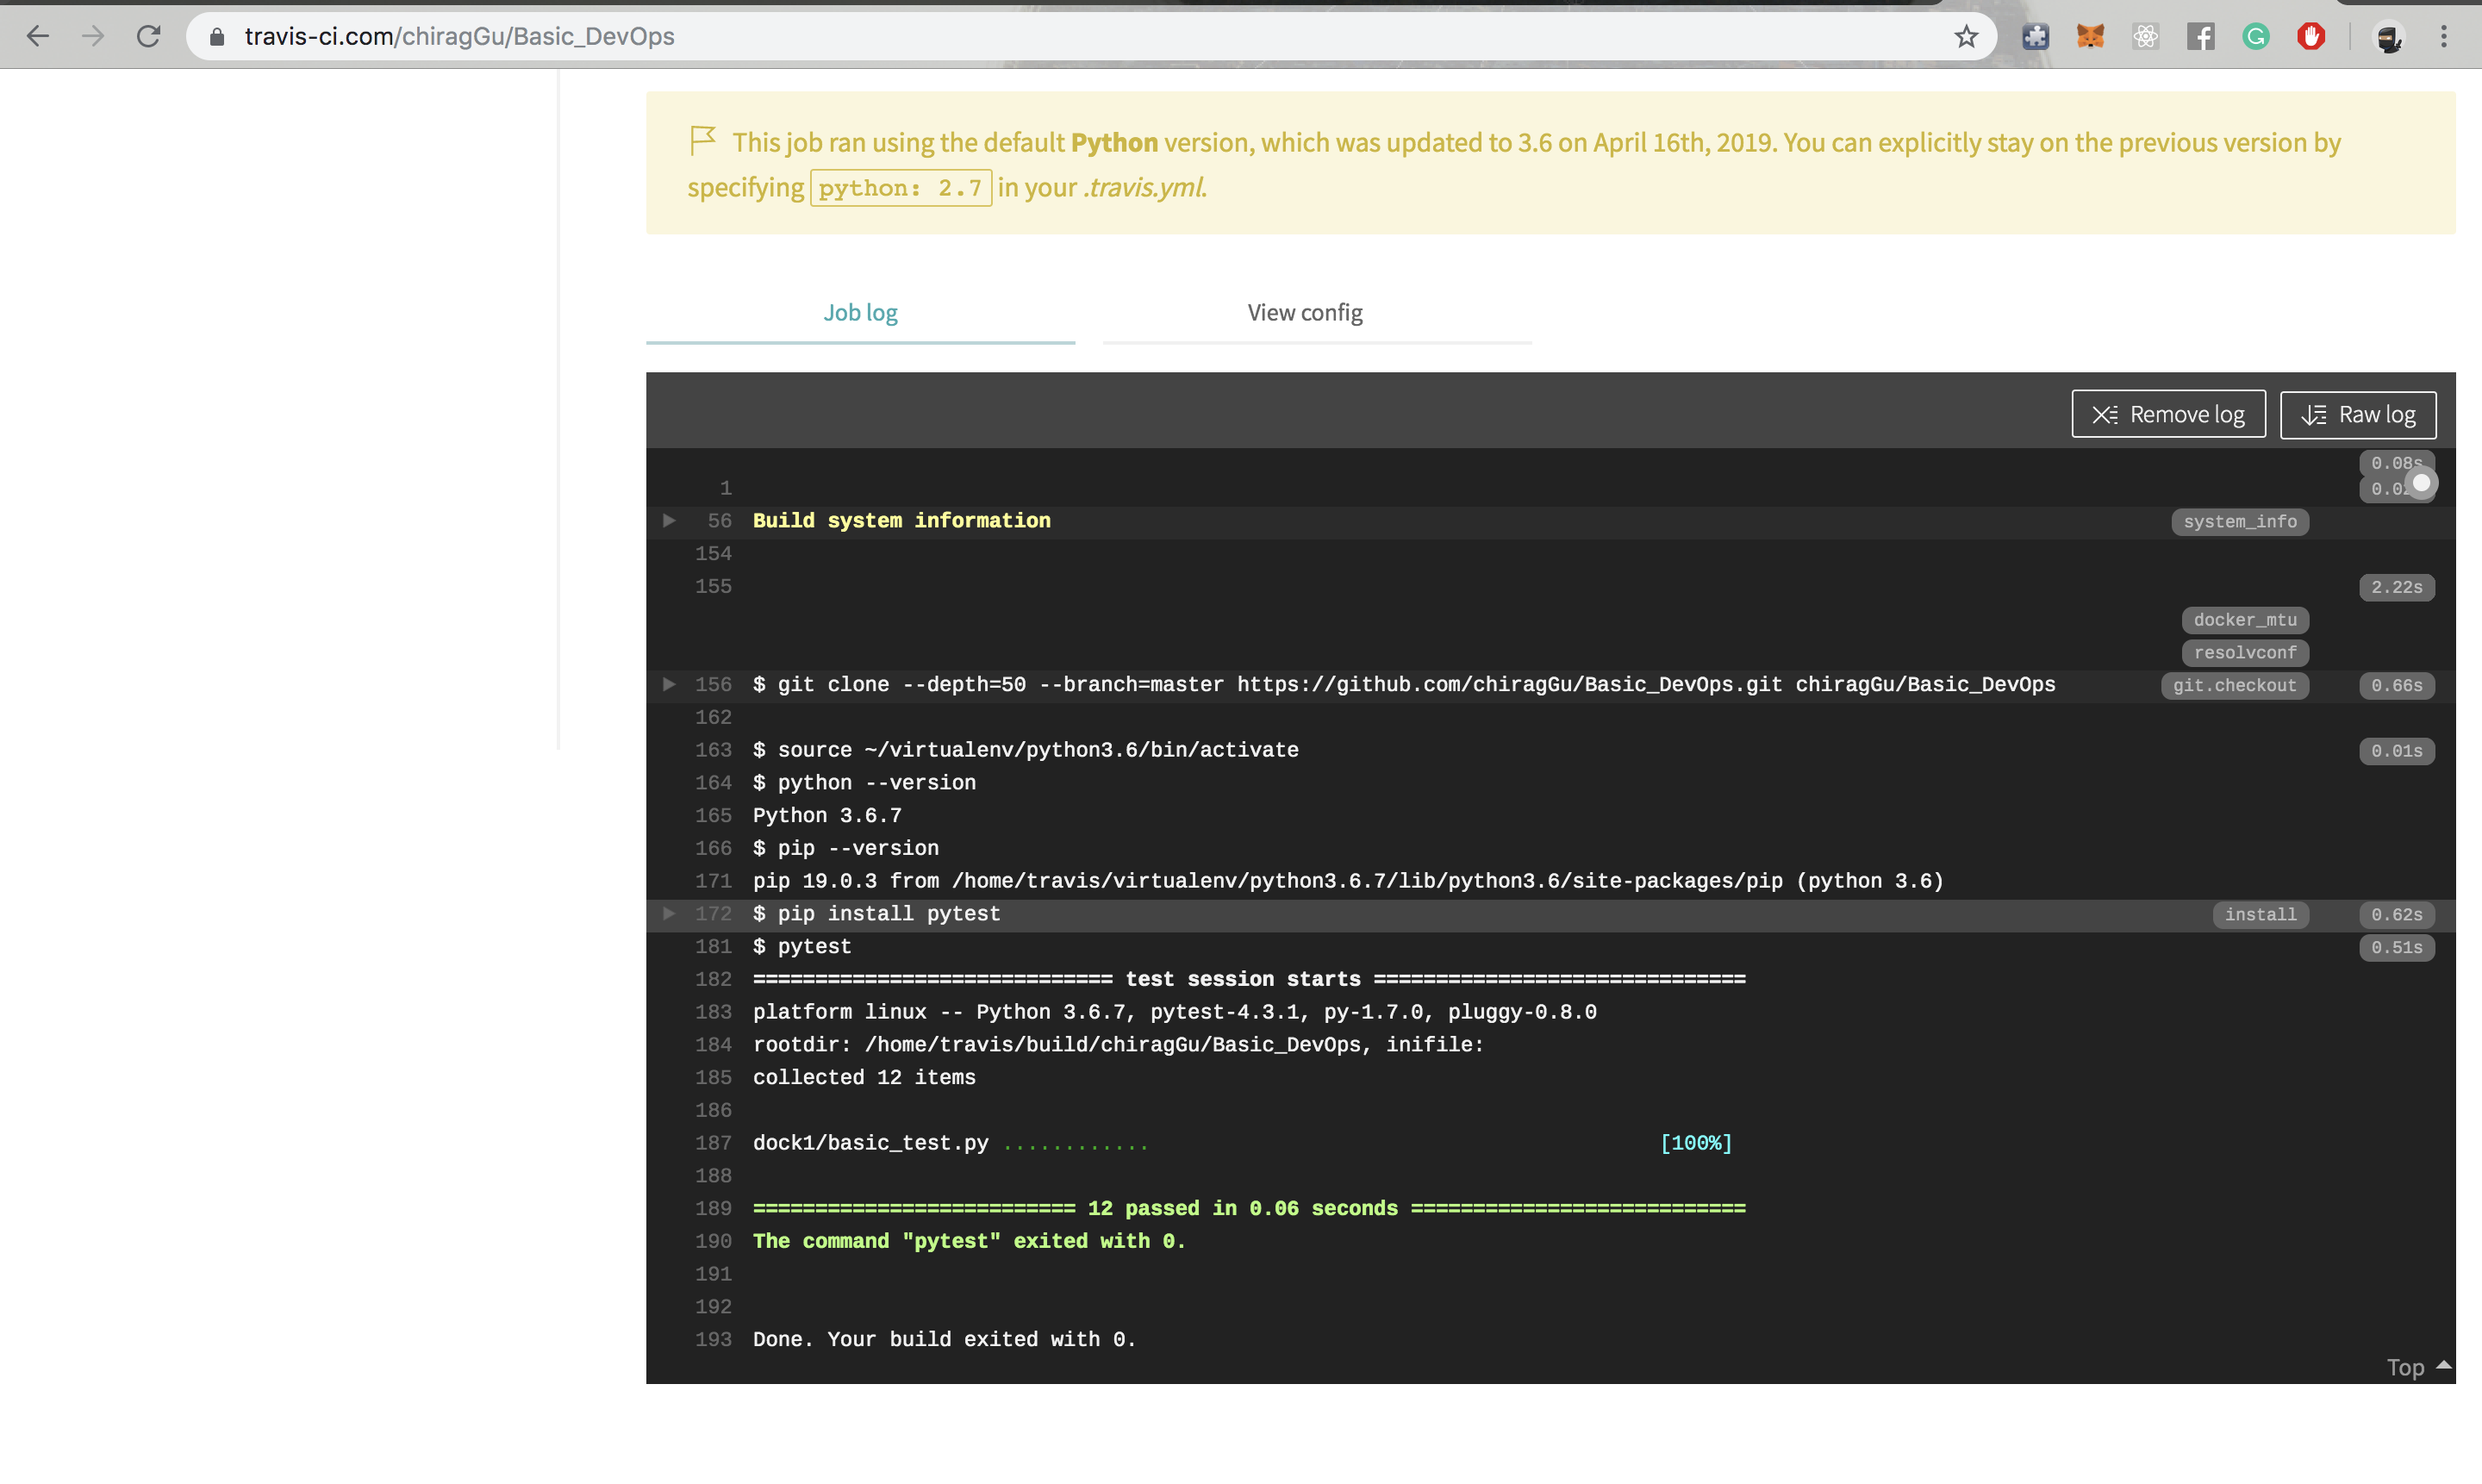 travis-ci.com/chiragGu/Basic_DevOps
This job ran using the default Python version, which was updated to 3.6 on April 16th, 2019. You can explicitly stay on the previous version by
specifying python: 2.7 in your .travis.yml.
Job log View config
Remove log Raw log
0.08s
1
56 Build system information system_info
154
155 2.22s
docker_mtu
resolvconf
156 $ git clone --depth=50 --branch=master https://github.com/chiragGu/Basic_DevOps.git chiragGu/Basic_DevOps git.checkout 0.66s
162
163 $ source ~/virtualenv/python3.6/bin/activate 0.01s
164 $ python --version
165 Python 3.6.7
166 $ pip --version
171 pip 19.0.3 from /home/travis/virtualenv/python3.6.7/lib/python3.6/site-packages/pip (python 3.6)
172 $ pip install pytest install 0.62s
181 $ pytest 0.51s
182 ============================= test session starts ==============================
183 platform linux -- Python 3.6.7, pytest-4.3.1, py-1.7.0, pluggy-0.8.0
184 rootdir: /home/travis/build/chiragGu/Basic_DevOps, inifile:
185 collected 12 items
186
187 dock1/basic_test.py ............ [100%]
188
189 ========================== 12 passed in 0.06 seconds ===========================
190 The command "pytest" exited with 0.
191
192
193 Done. Your build exited with 0.
Top